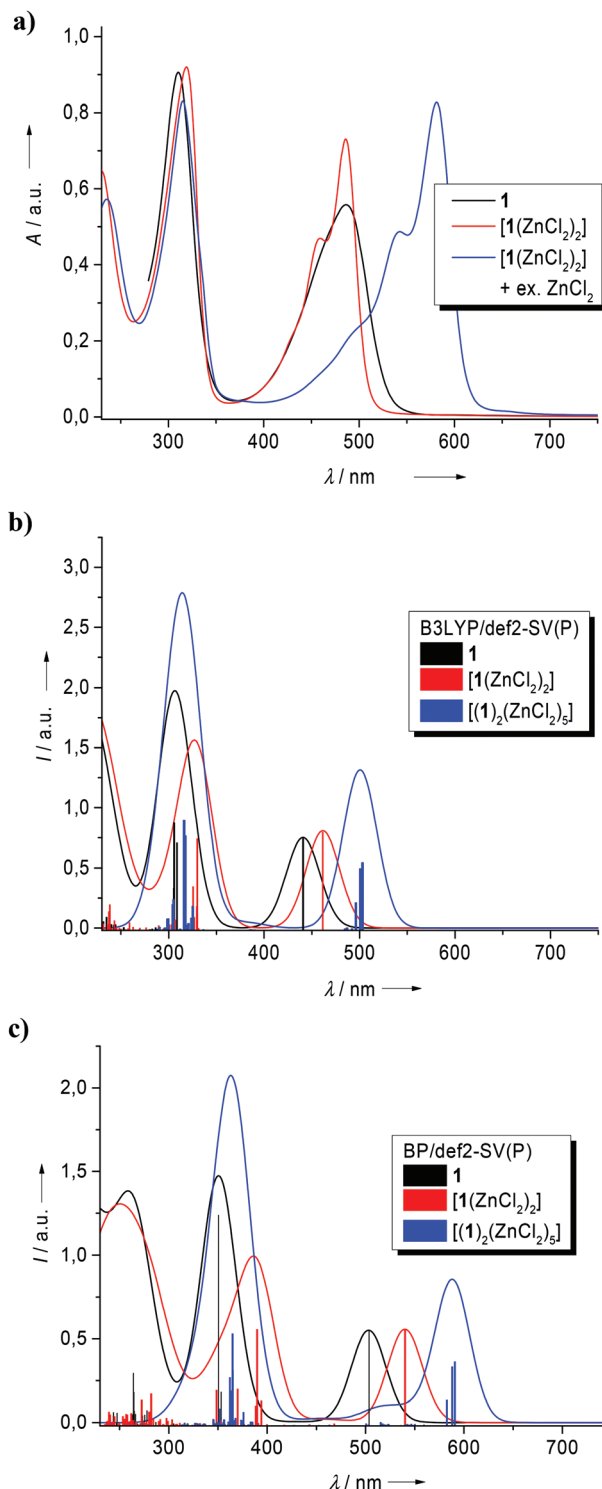 a)
1,0
0,8
0,6
0,4
0,2
0,0
A / a.u.
1
[1(ZnCl₂)₂]
[1(ZnCl₂)₂]
+ ex. ZnCl₂
300 400 500 600 700
λ / nm
b)
3,0
2,5
2,0
1,5
1,0
0,5
0,0
I / a.u.
B3LYP/def2-SV(P)
1
[1(ZnCl₂)₂]
[(1)₂(ZnCl₂)₅]
300 400 500 600 700
λ / nm
c)
2,0
1,5
1,0
0,5
0,0
I / a.u.
BP/def2-SV(P)
1
[1(ZnCl₂)₂]
[(1)₂(ZnCl₂)₅]
300 400 500 600 700
λ / nm